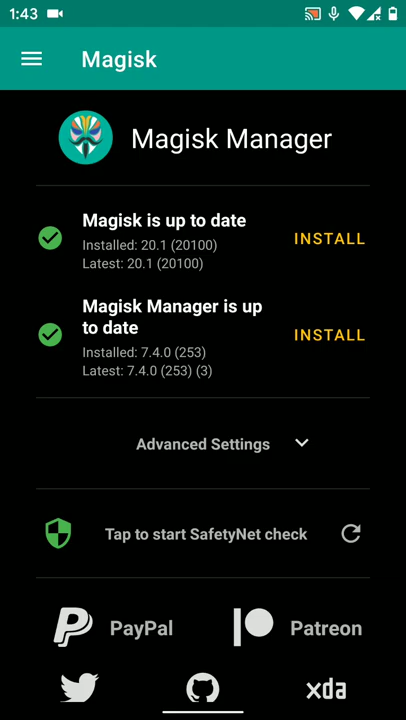 1:43
Magisk
Magisk Manager
Magisk is up to date
Installed: 20.1 (20100)
Latest: 20.1 (20100)
INSTALL
Magisk Manager is up
to date
Installed: 7.4.0 (253)
Latest: 7.4.0 (253) (3)
INSTALL
Advanced Settings
Tap to start SafetyNet check
PayPal
Patreon
xda